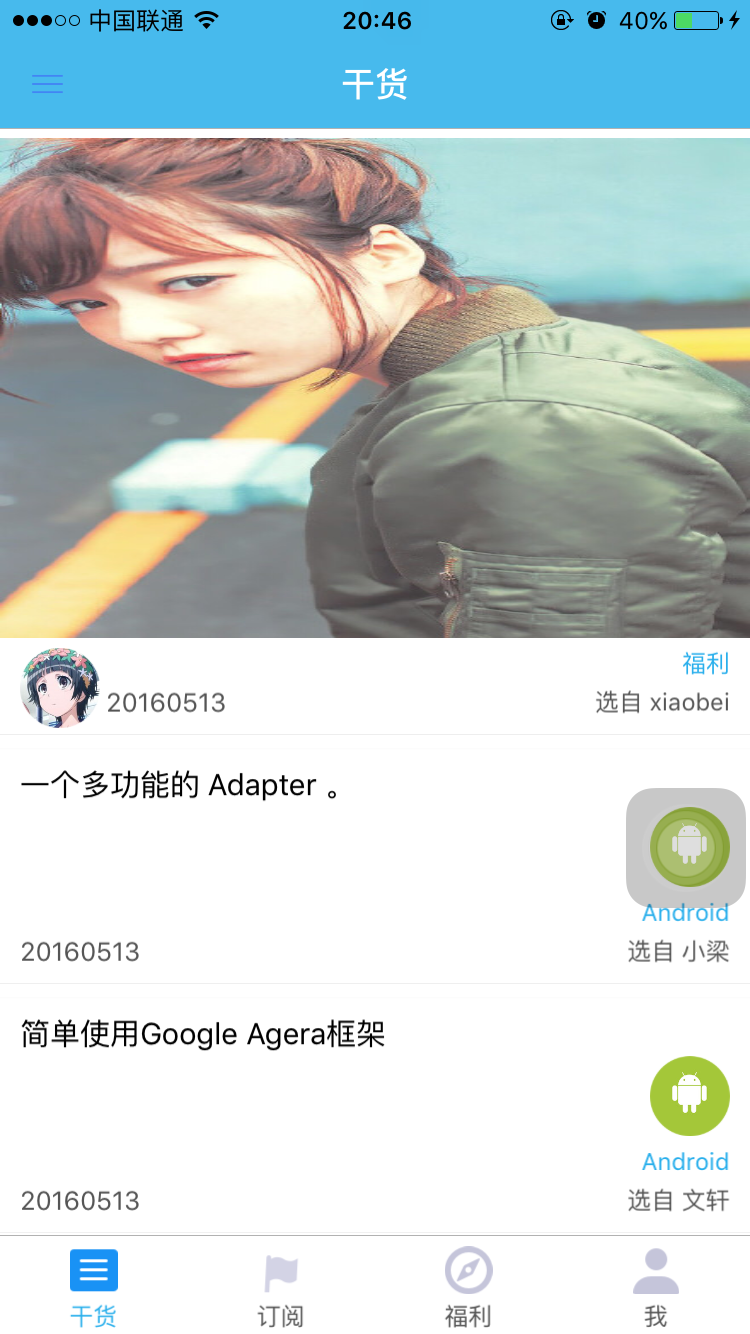 中国联通 20:46 40%
干货
福利
20160513 选自 xiaobei
一个多功能的 Adapter 。
Android
20160513 选自 小梁
简单使用Google Agera框架
Android
20160513 选自 文轩
干货 订阅 福利 我